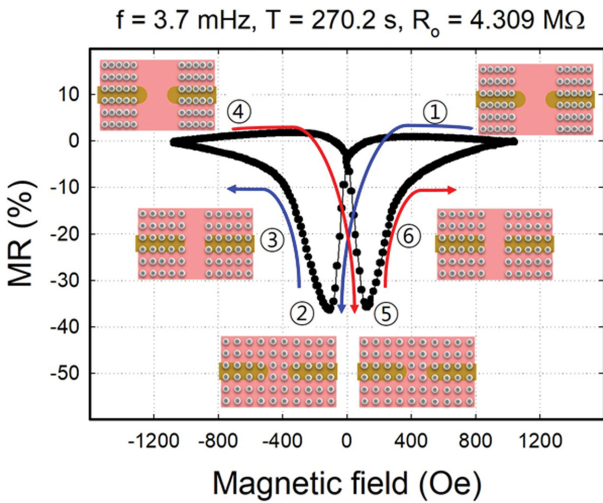 f = 3.7 mHz, T = 270.2 s, Rₒ = 4.309 MΩ
④ ①
10
0
-10
-20
-30
-40
-50
③ ⑥
② ⑤
MR (%)
-1200 -800 -400 0 400 800 1200
Magnetic field (Oe)